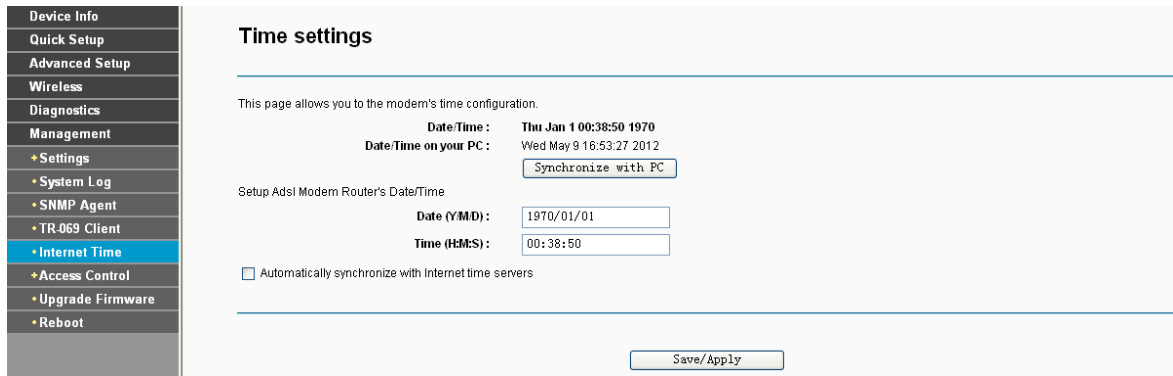 Device Info
Quick Setup
Advanced Setup
Wireless
Diagnostics
Management
+Settings
•System Log
•SNMP Agent
•TR-069 Client
•Internet Time
+Access Control
•Upgrade Firmware
•Reboot
Time settings
This page allows you to the modem's time configuration.
Date/Time : Thu Jan 1 00:38:50 1970
Date/Time on your PC : Wed May 9 16:53:27 2012
Synchronize with PC
Setup Adsl Modem Router's Date/Time
Date (Y/M/D) : 1970/01/01
Time (H:M:S) : 00:38:50
Automatically synchronize with Internet time servers
Save/Apply